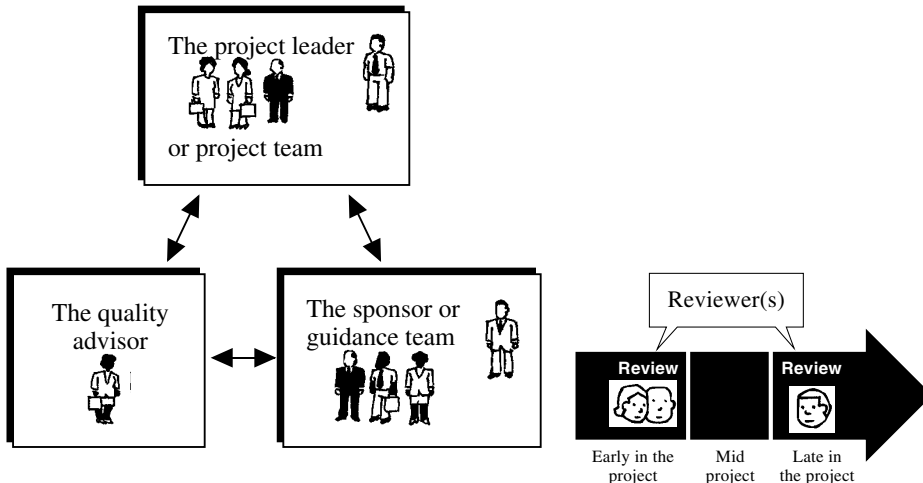 The project leader
or project team
The quality
advisor
The sponsor or
guidance team
Reviewer(s)
Review
Review
Early in the
project
Mid
project
Late in
the project